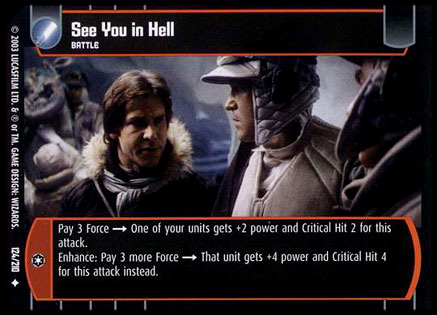 See You in Hell
BATTLE
Pay 3 Force → One of your units gets +2 power and Critical Hit 2 for this
attack.
Enhance: Pay 3 more Force → That unit gets +4 power and Critical Hit 4
for this attack instead.
© 2003 LUCASFILM LTD. & ® or TM. GAME DESIGN: WIZARDS.
124/210